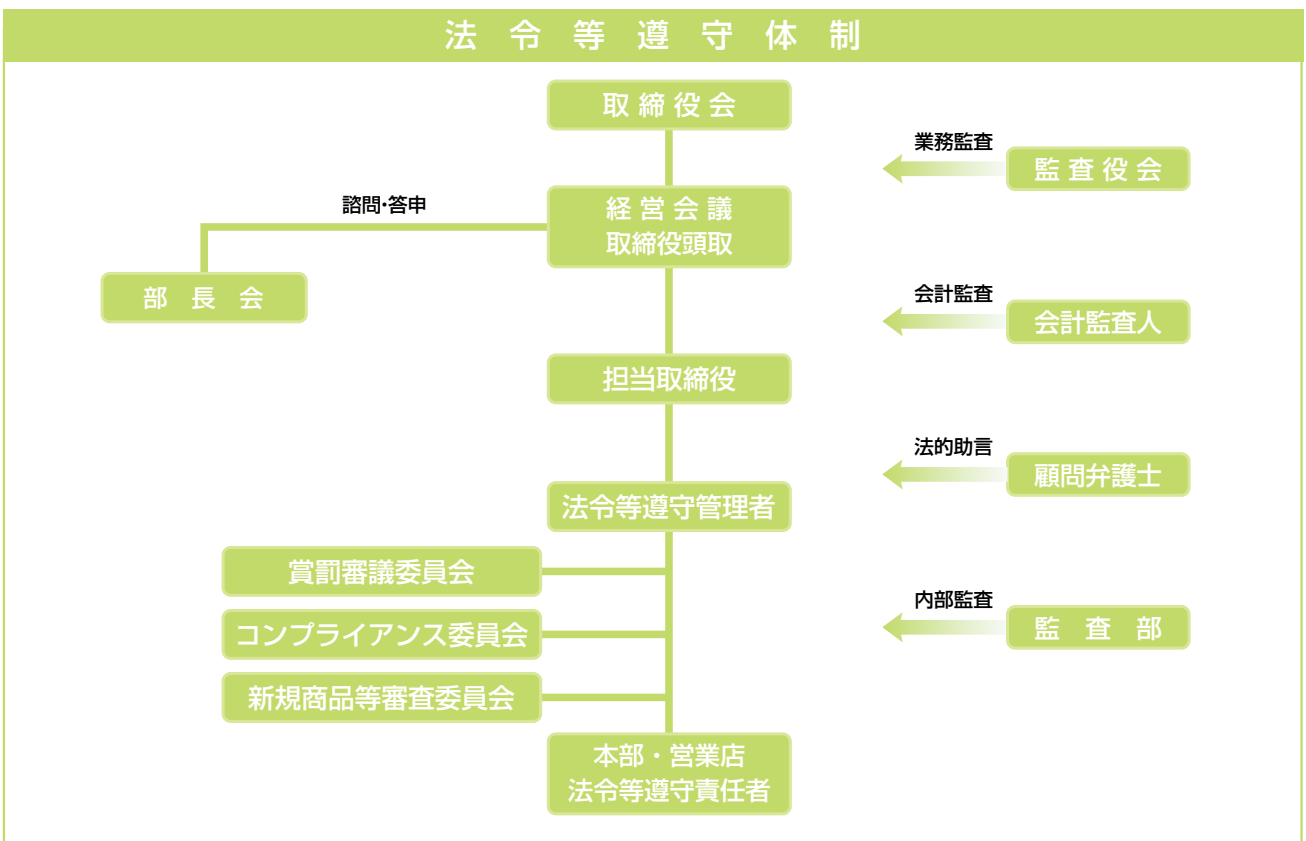 法令等遵守体制
取締役会
業務監査
監査役会
諮問・答申
経営会議
取締役頭取
部長会
会計監査
会計監査人
担当取締役
法的助言
顧問弁護士
法令等遵守管理者
賞罰審議委員会
コンプライアンス委員会
内部監査
監査部
新規商品等審査委員会
本部・営業店
法令等遵守責任者